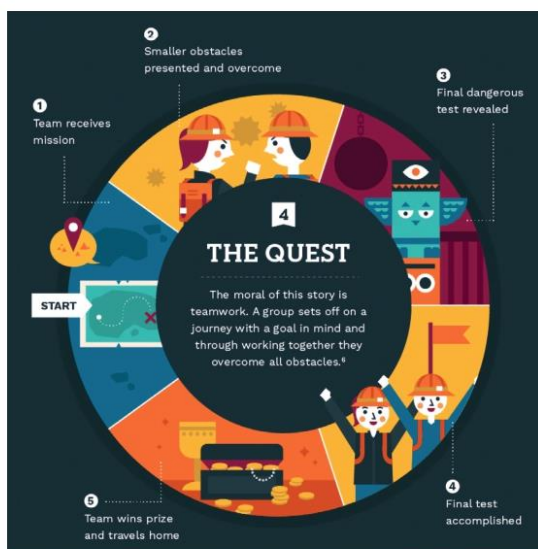 2
Smaller obstacles
presented and overcome
3
Final dangerous
test revealed
1
Team receives
mission
START
4
THE QUEST
The moral of this story is
teamwork. A group sets off on a
journey with a goal in mind and
through working together they
overcome all obstacles.⁶
4
Final test
accomplished
5
Team wins prize
and travels home